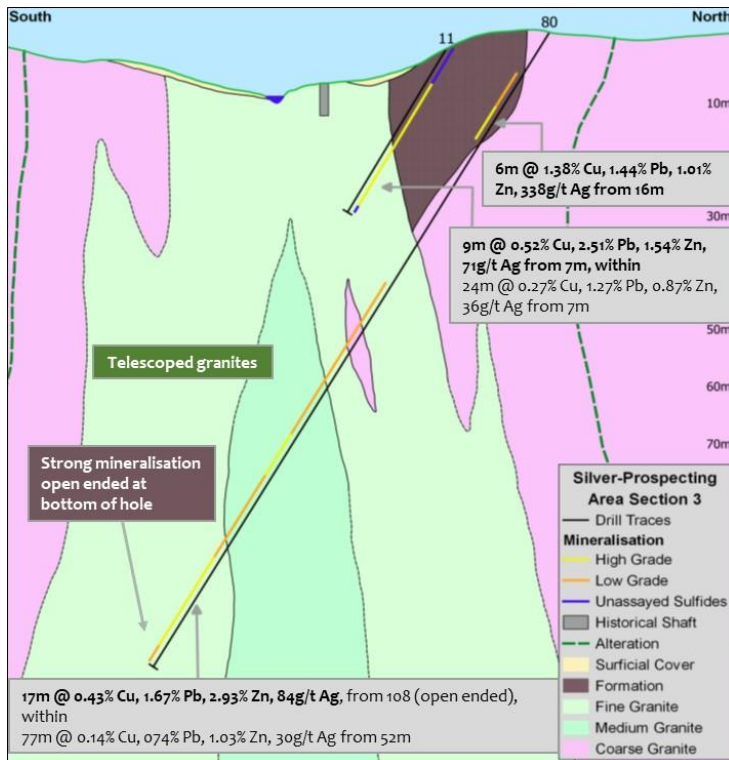 South
North
11
80
10m
6m @ 1.38% Cu, 1.44% Pb, 1.01%
Zn, 338g/t Ag from 16m
30m
9m @ 0.52% Cu, 2.51% Pb, 1.54% Zn,
71g/t Ag from 7m, within
24m @ 0.27% Cu, 1.27% Pb, 0.87% Zn,
36g/t Ag from 7m
50m
Telescoped granites
60m
70m
Strong mineralisation
open ended at
bottom of hole
Silver-Prospecting
Area Section 3
Drill Traces
Mineralisation
High Grade
Low Grade
Unassayed Sulfides
Historical Shaft
Alteration
Surficial Cover
Formation
Fine Granite
Medium Granite
Coarse Granite
17m @ 0.43% Cu, 1.67% Pb, 2.93% Zn, 84g/t Ag, from 108 (open ended),
within
77m @ 0.14% Cu, 074% Pb, 1.03% Zn, 30g/t Ag from 52m